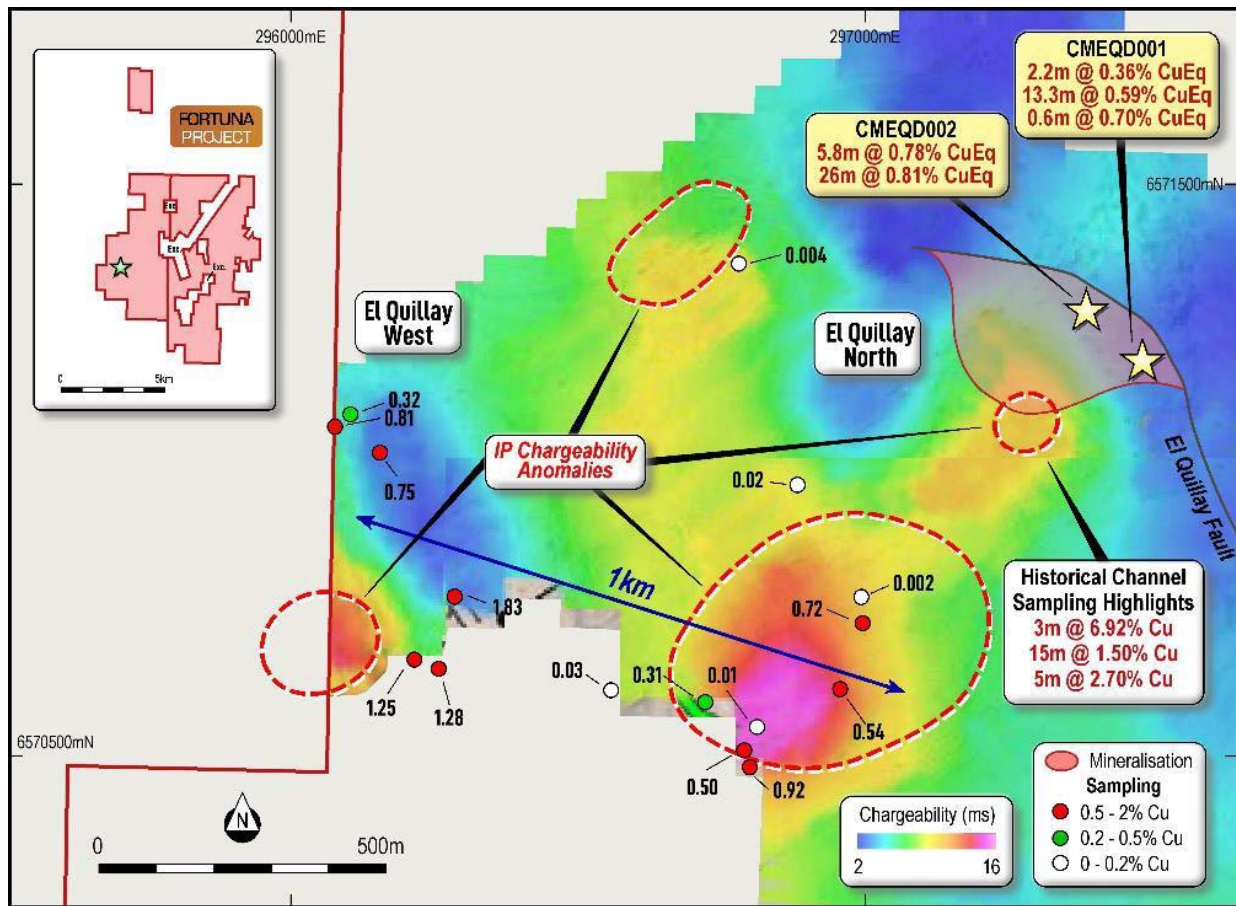 296000mE
297000mE
6571500mN
6570500mN
FORTUNA
PROJECT
Exc.
0
5km
CMEQD001
2.2m @ 0.36% CuEq
13.3m @ 0.59% CuEq
0.6m @ 0.70% CuEq
CMEQD002
5.8m @ 0.78% CuEq
26m @ 0.81% CuEq
0.004
El Quillay
West
El Quillay
North
0.32
0.81
0.75
IP Chargeability
Anomalies
0.02
El Quillay Fault
1km
1.83
0.002
0.72
Historical Channel
Sampling Highlights
3m @ 6.92% Cu
15m @ 1.50% Cu
5m @ 2.70% Cu
1.25
1.28
0.03
0.31
0.01
0.54
0.50
0.92
N
0
500m
Chargeability (ms)
2
16
Mineralisation
Sampling
0.5 - 2% Cu
0.2 - 0.5% Cu
0 - 0.2% Cu